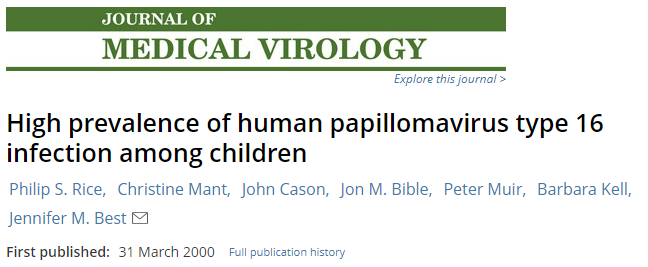 JOURNAL OF
MEDICAL VIROLOGY
Explore this journal >
High prevalence of human papillomavirus type 16
infection among children
Philip S. Rice, Christine Mant, John Cason, Jon M. Bible, Peter Muir, Barbara Kell,
Jennifer M. Best
First published: 31 March 2000 Full publication history